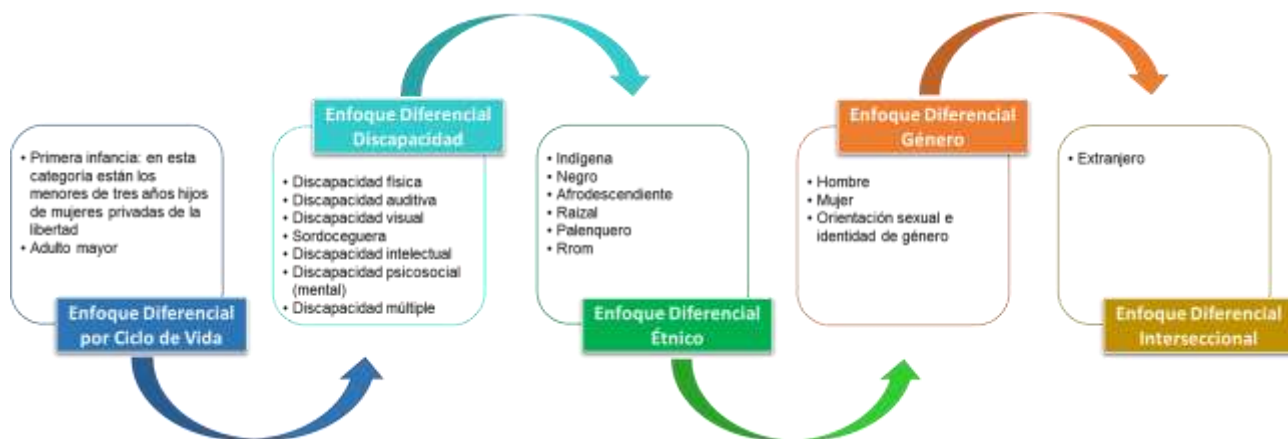 • Primera infancia: en esta
categoría están los
menores de tres años hijos
de mujeres privadas de la
libertad
• Adulto mayor
Enfoque Diferencial
por Ciclo de Vida
Enfoque Diferencial
Discapacidad
• Discapacidad física
• Discapacidad auditiva
• Discapacidad visual
• Sordoceguera
• Discapacidad intelectual
• Discapacidad psicosocial
(mental)
• Discapacidad múltiple
• Indígena
• Negro
• Afrodescendiente
• Raizal
• Palenquero
• Rrom
Enfoque Diferencial
Étnico
Enfoque Diferencial
Género
• Hombre
• Mujer
• Orientación sexual e
identidad de género
• Extranjero
Enfoque Diferencial
Interseccional